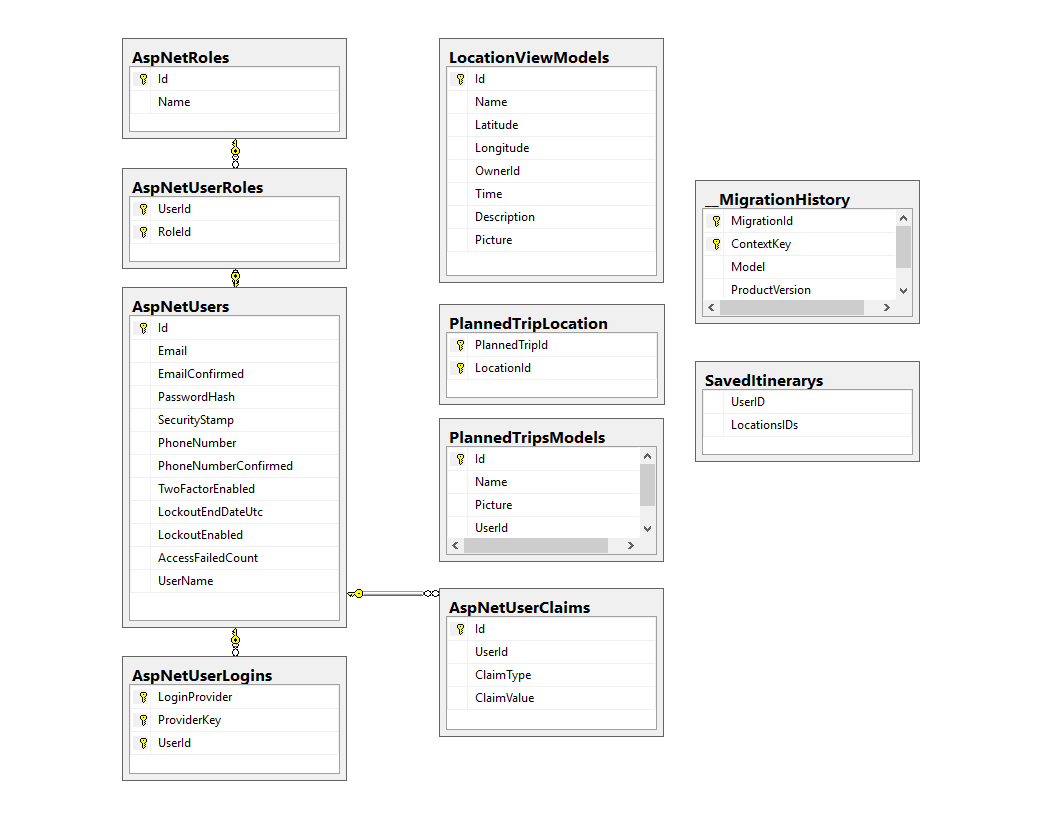 AspNetRoles
Id
Name
AspNetUserRoles
UserId
RoleId
AspNetUsers
Id
Email
EmailConfirmed
PasswordHash
SecurityStamp
PhoneNumber
PhoneNumberConfirmed
TwoFactorEnabled
LockoutEndDateUtc
LockoutEnabled
AccessFailedCount
UserName
AspNetUserLogins
LoginProvider
ProviderKey
UserId
LocationViewModels
Id
Name
Latitude
Longitude
OwnerId
Time
Description
Picture
PlannedTripLocation
PlannedTripId
LocationId
PlannedTripsModels
Id
Name
Picture
UserId
AspNetUserClaims
Id
UserId
ClaimType
ClaimValue
__MigrationHistory
MigrationId
ContextKey
Model
ProductVersion
SavedItinerarys
UserID
LocationsIDs